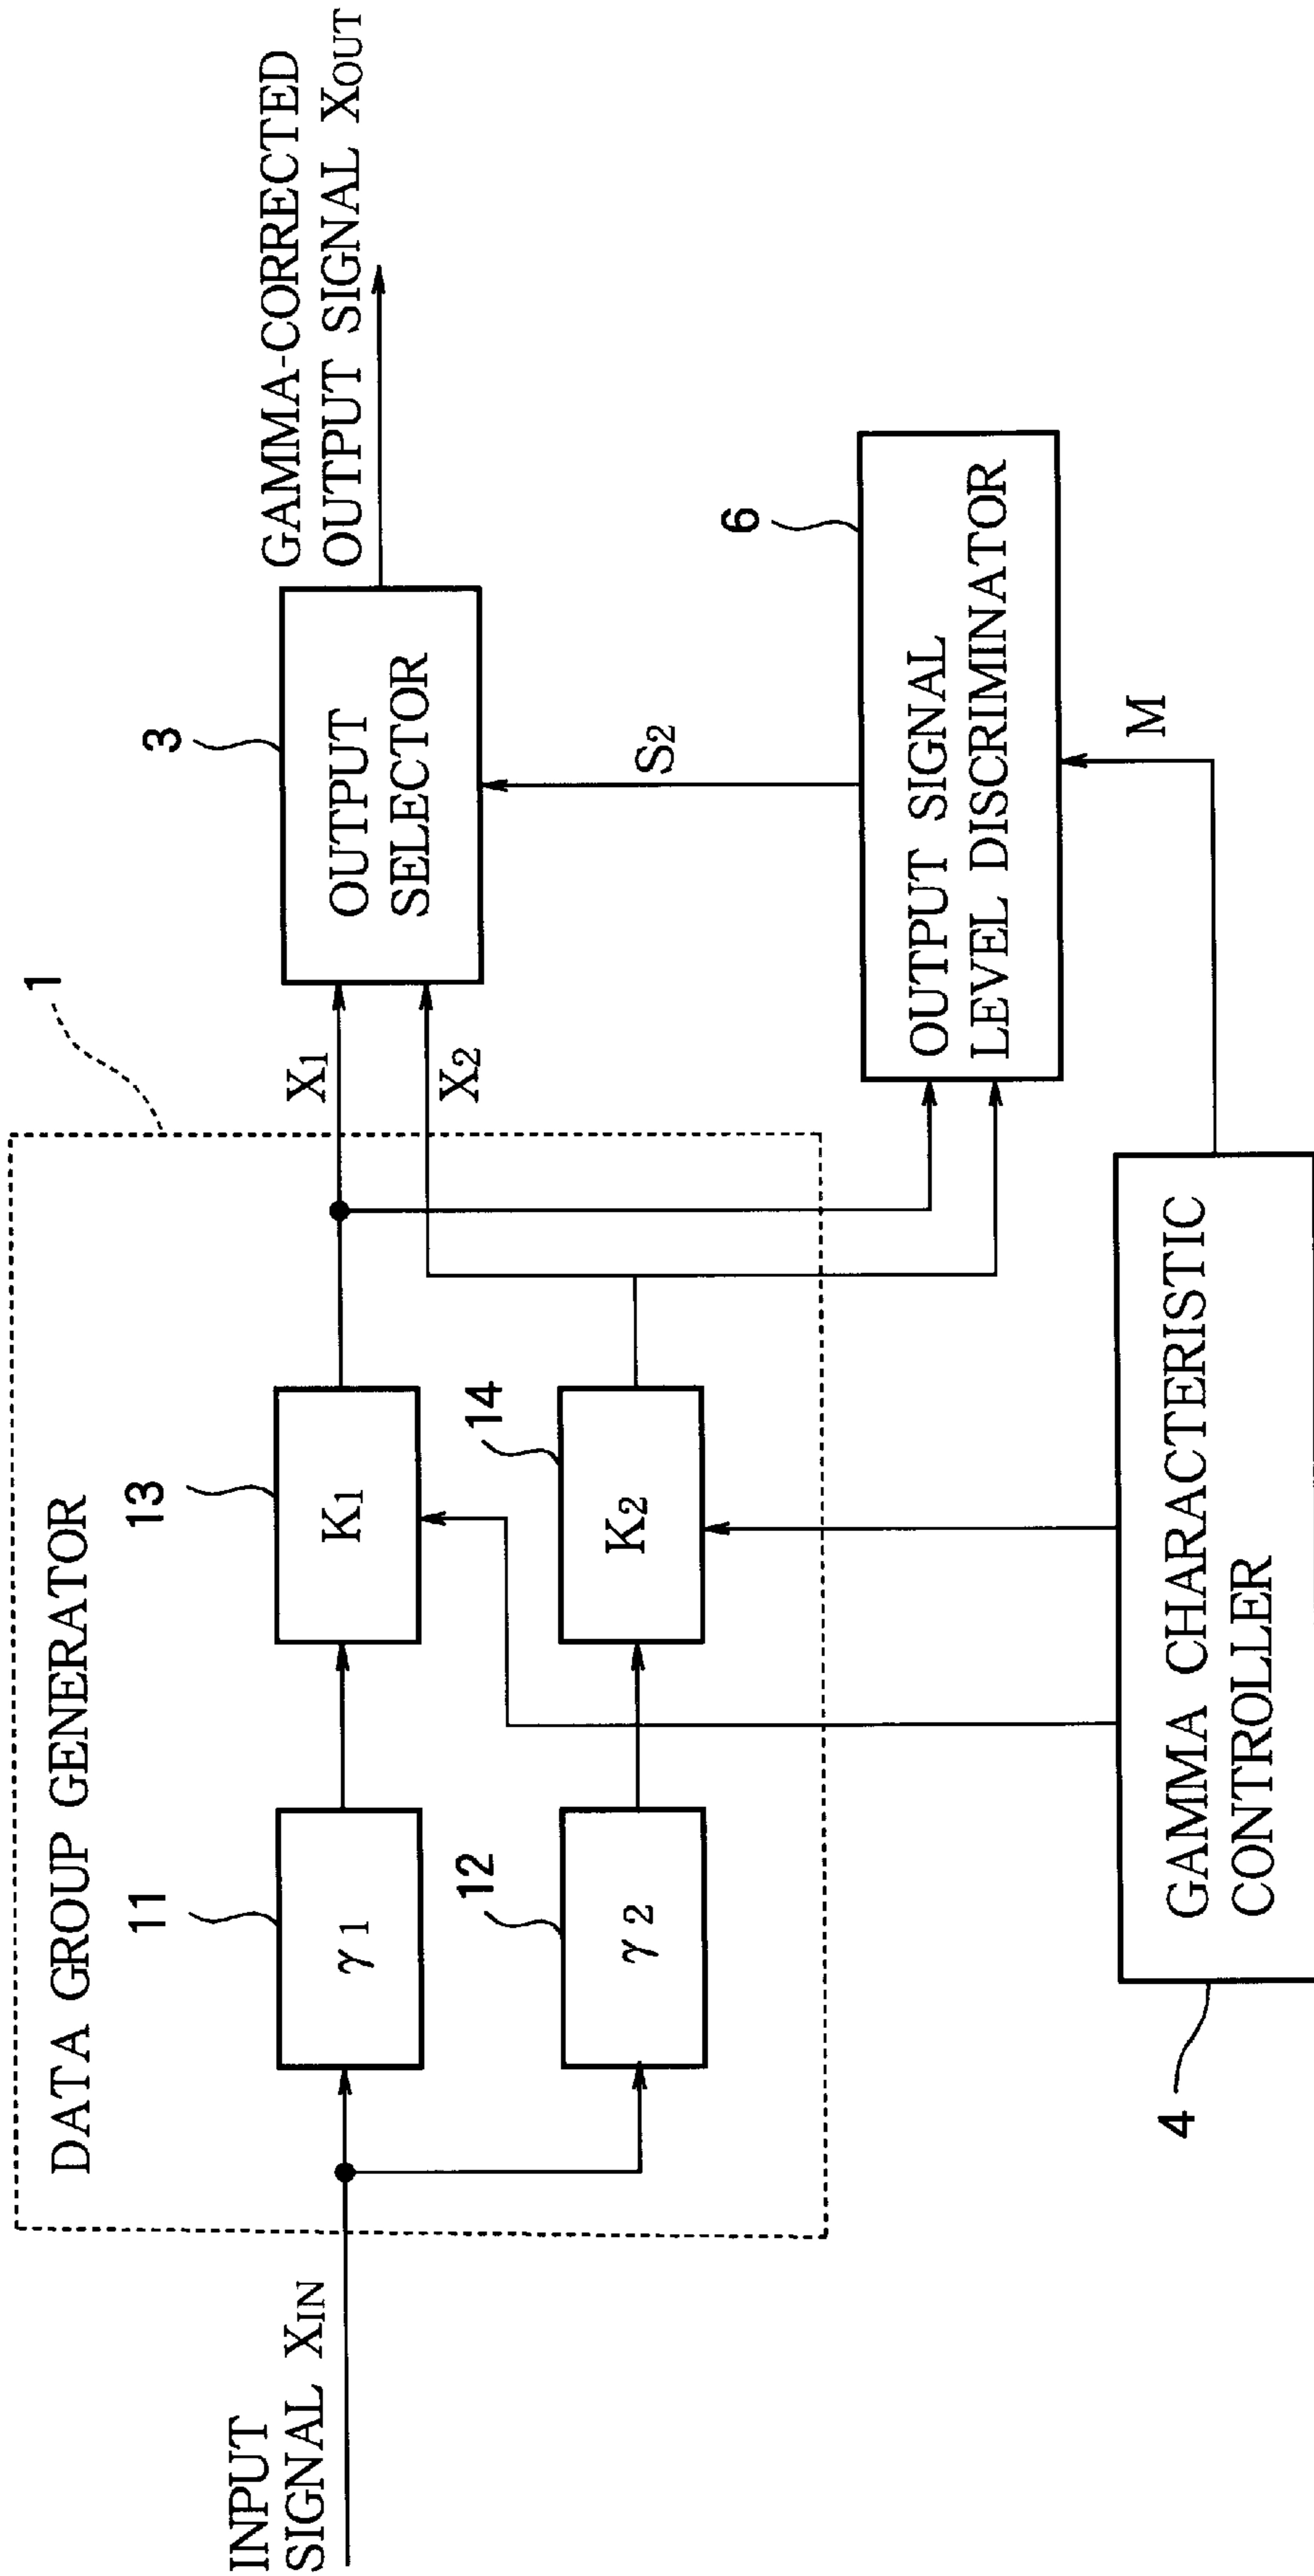 DATA GROUP GENERATOR
1
INPUT
SIGNAL XIN
11
γ1
12
γ2
13
K1
14
K2
X1
X2
3
OUTPUT
SELECTOR
GAMMA-CORRECTED
OUTPUT SIGNAL XOUT
S2
6
OUTPUT SIGNAL
LEVEL DISCRIMINATOR
M
4
GAMMA CHARACTERISTIC
CONTROLLER